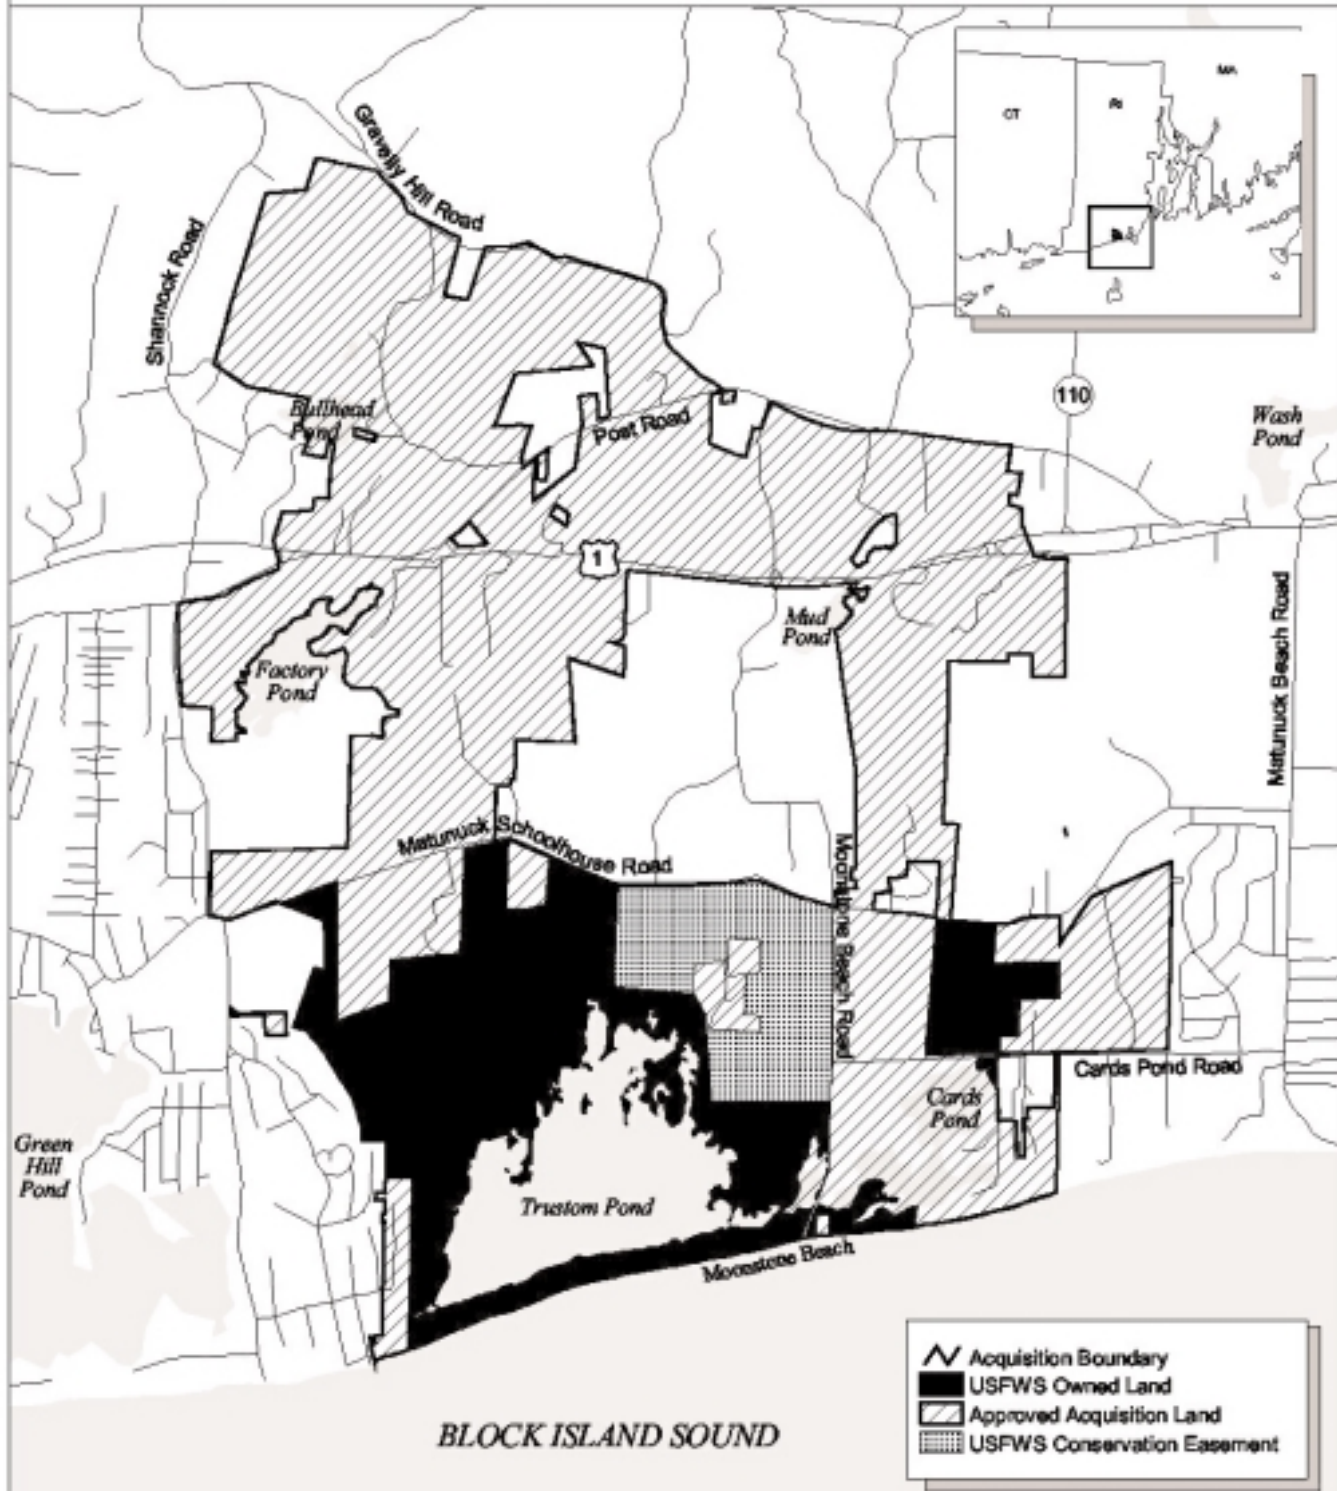 MA
RI
CT
Gravelly Hill Road
Shannock Road
110
Bullhead
Pond
Wash
Pond
Post Road
1
Mud
Pond
Matunuck Beach Road
Factory
Pond
Matunuck Schoolhouse Road
Moonstone Beach Road
Cards Pond Road
Cards
Pond
Green
Hill
Pond
Trustom Pond
Moonstone Beach
Acquisition Boundary
USFWS Owned Land
Approved Acquisition Land
USFWS Conservation Easement
BLOCK ISLAND SOUND